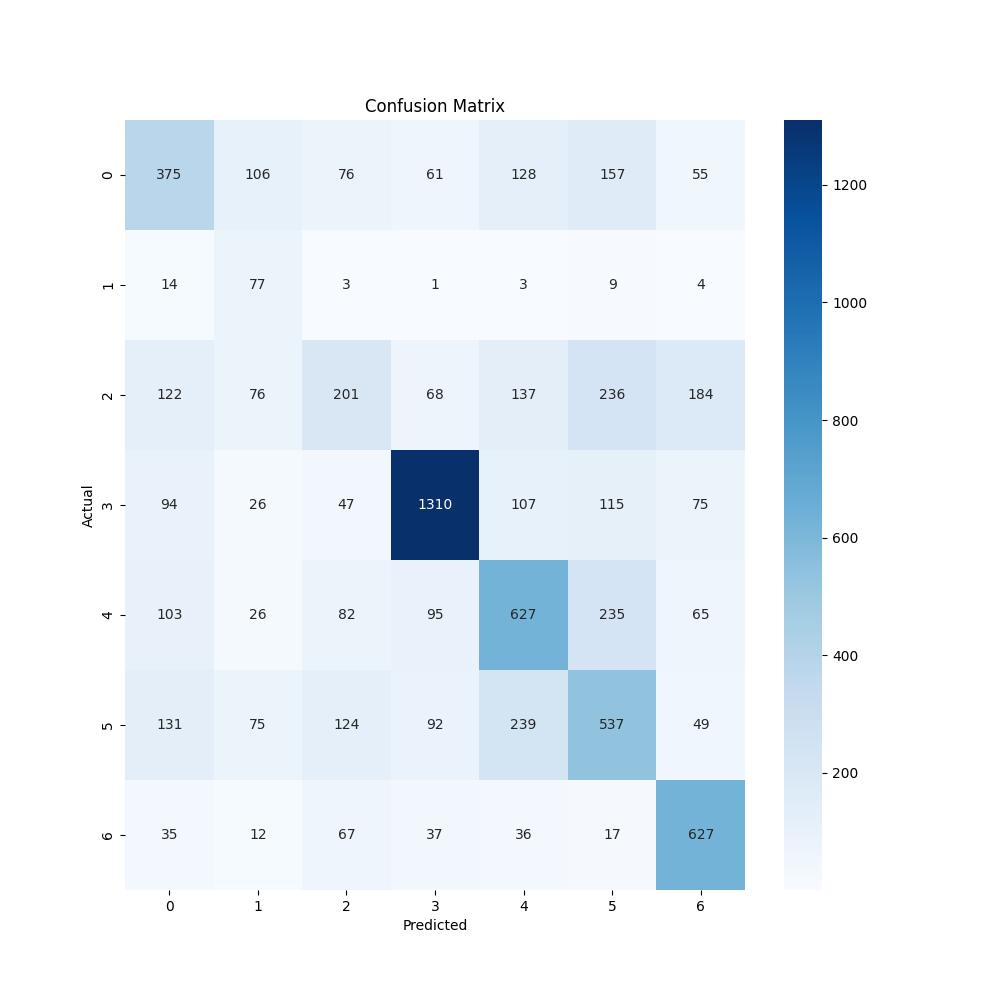 Confusion Matrix
0 375 106 76 61 128 157 55
1 14 77 3 1 3 9 4
2 122 76 201 68 137 236 184
3 94 26 47 1310 107 115 75
4 103 26 82 95 627 235 65
5 131 75 124 92 239 537 49
6 35 12 67 37 36 17 627
0 1 2 3 4 5 6
Predicted
Actual
1200
1000
800
600
400
200